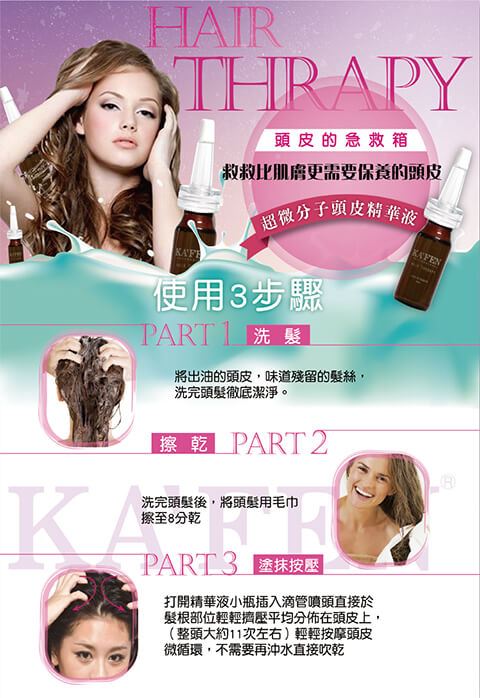 HAIR
THRAPY
頭皮的急救箱
救救比肌膚更需要保養的頭皮
超微分子頭皮精華液
KA'FEN
使用3步驟
PART 1 洗髮
將出油的頭皮，味道殘留的髮絲，
洗完頭髮徹底潔淨。
擦乾 PART 2
KA'FEN®
洗完頭髮後，將頭髮用毛巾
擦至8分乾
PART 3 塗抹按壓
打開精華液小瓶插入滴管噴頭直接於
髮根部位輕輕擠壓平均分佈在頭皮上，
（整頭大約11次左右）輕輕按摩頭皮
微循環，不需要再沖水直接吹乾